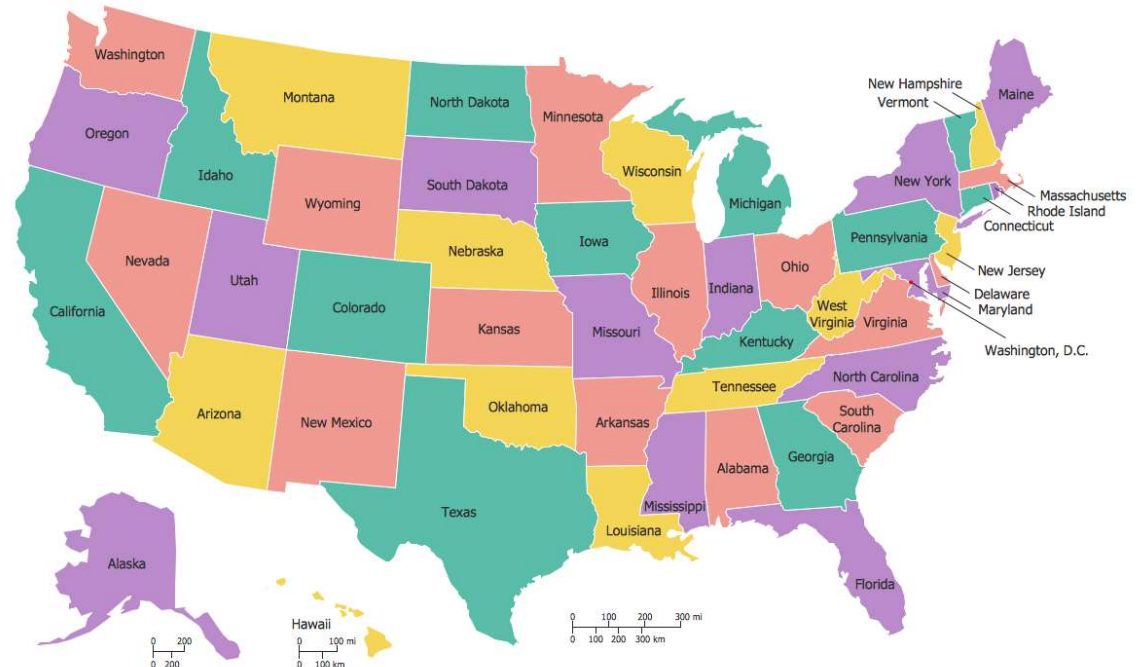 Washington
Montana
North Dakota
Minnesota
New Hampshire
Vermont
Maine
Oregon
Idaho
Wisconsin
South Dakota
New York
Massachusetts
Rhode Island
Connecticut
Wyoming
Michigan
Pennsylvania
Iowa
Nebraska
Nevada
Utah
Ohio
New Jersey
Indiana
Illinois
Delaware
Maryland
California
Colorado
West
Virginia
Virginia
Kansas
Missouri
Kentucky
Washington, D.C.
North Carolina
Tennessee
Oklahoma
Arizona
New Mexico
Arkansas
South
Carolina
Georgia
Alabama
Mississippi
Texas
Louisiana
Alaska
Florida
Hawaii
0 200
0 200
0 100 mi
0 100 km
0 100 200 300 mi
0 100 200 300 km